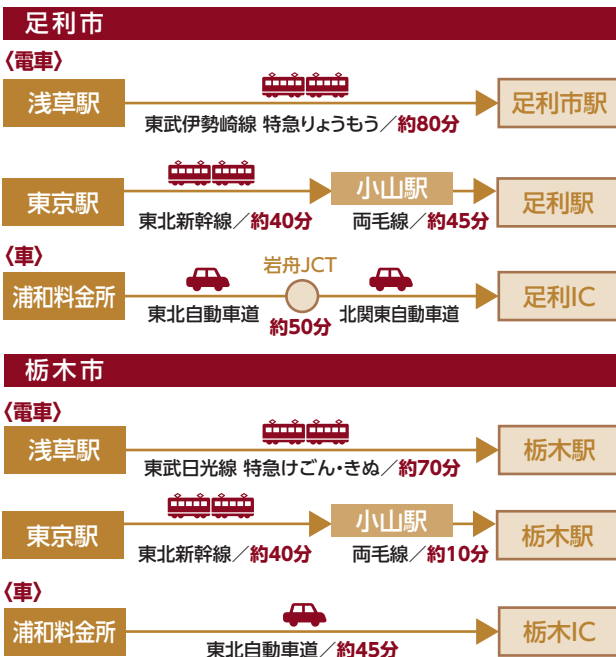 足利市
〈電車〉
浅草駅
足利市駅
東武伊勢崎線 特急りょうもう／約80分
東京駅
小山駅
足利駅
東北新幹線／約40分
両毛線／約45分
〈車〉
岩舟JCT
浦和料金所
足利IC
東北自動車道
約50分
北関東自動車道
栃木市
〈電車〉
浅草駅
栃木駅
東武日光線 特急けごん・きぬ／約70分
東京駅
小山駅
栃木駅
東北新幹線／約40分
両毛線／約10分
〈車〉
浦和料金所
栃木IC
東北自動車道／約45分